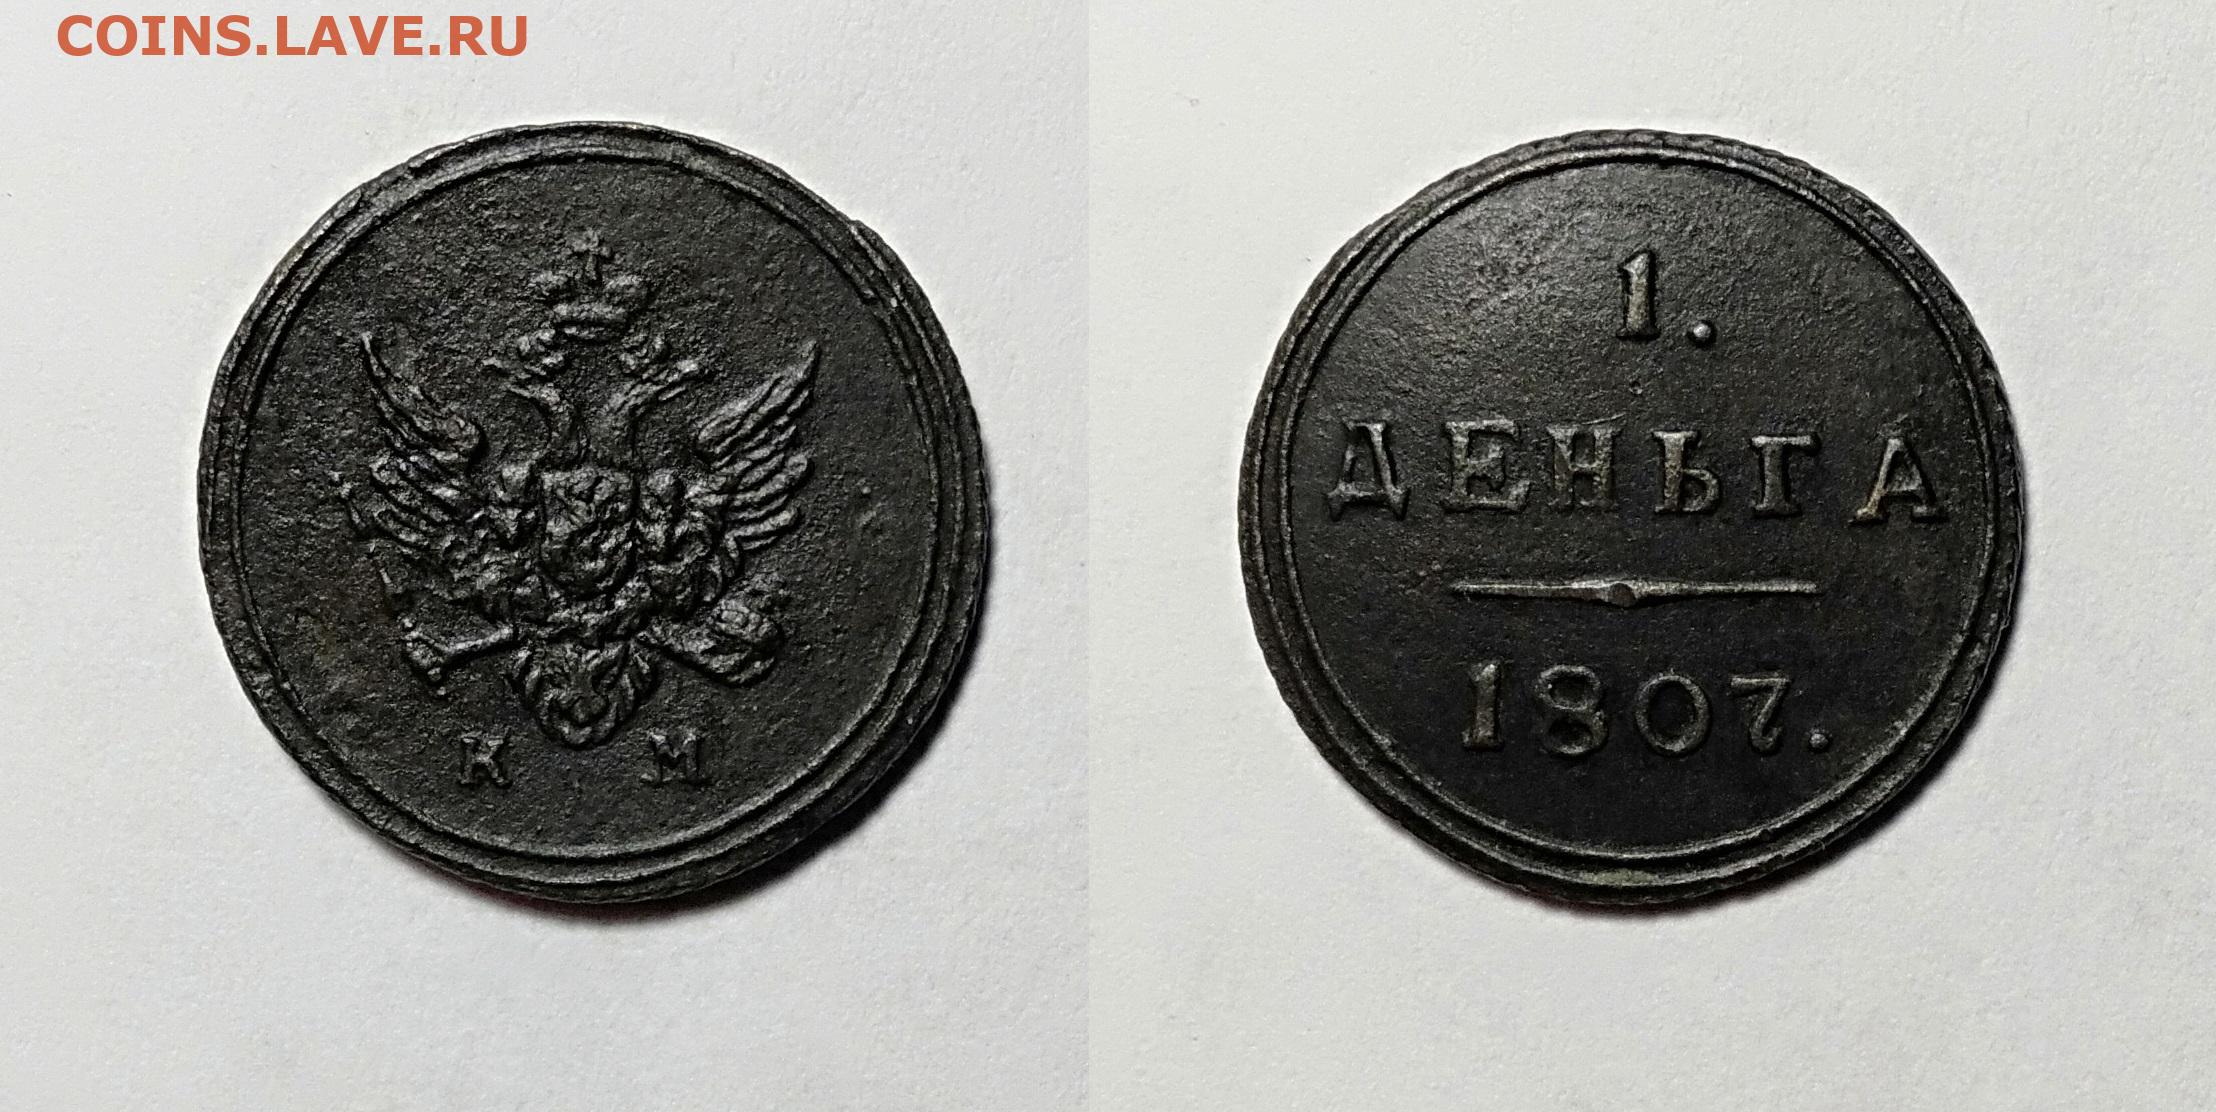 COINS.LAVE.RU
К М
1.
ДЕНЬГА
1807.